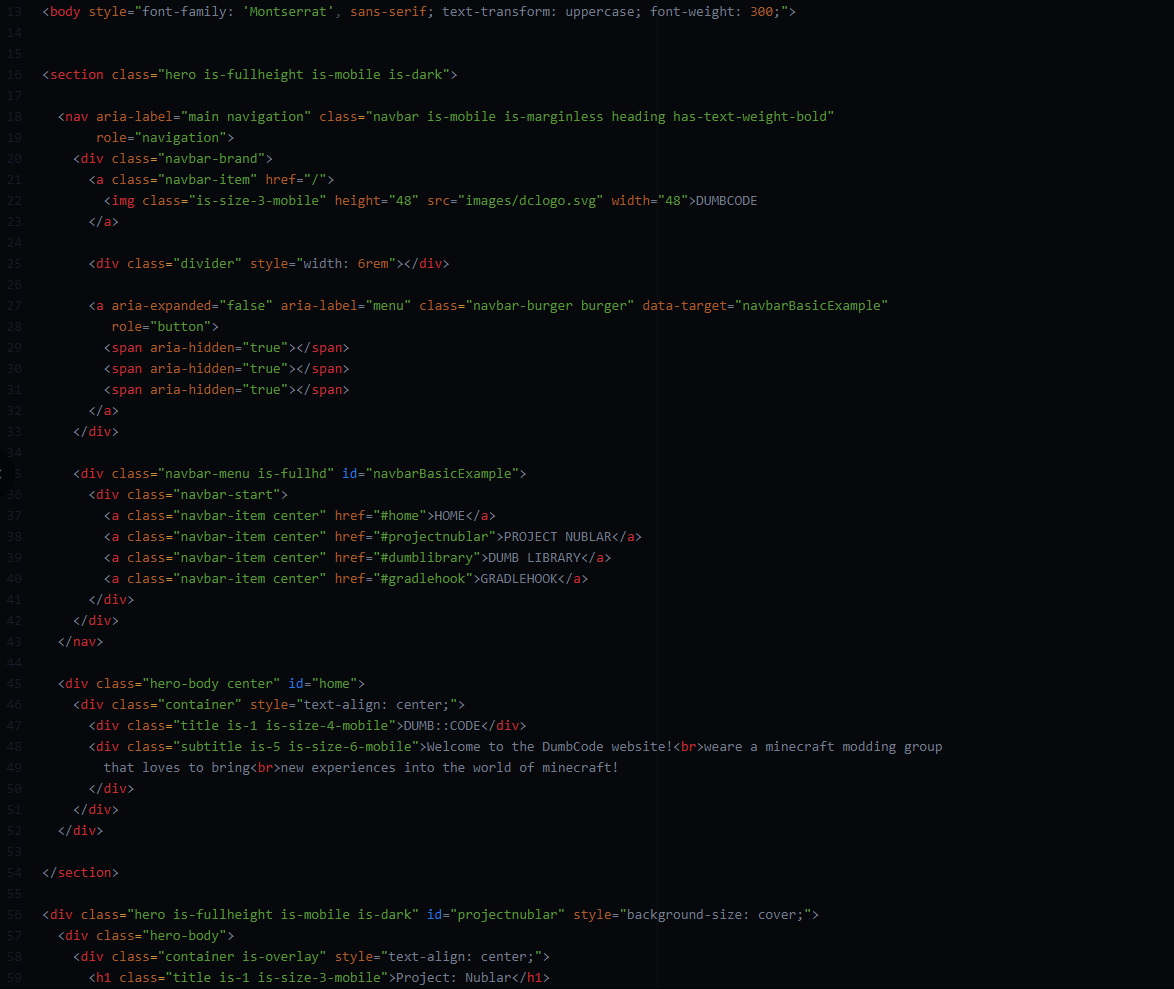 13 <body style="font-family: 'Montserrat', sans-serif; text-transform: uppercase; font-weight: 300;">
14
15
16 <section class="hero is-fullheight is-mobile is-dark">
17
18 <nav aria-label="main navigation" class="navbar is-mobile is-marginless heading has-text-weight-bold"
19 role="navigation">
20 <div class="navbar-brand">
21 <a class="navbar-item" href="/">
22 <img class="is-size-3-mobile" height="48" src="images/dclogo.svg" width="48">DUMBCODE
23 </a>
24
25 <div class="divider" style="width: 6rem"></div>
26
27 <a aria-expanded="false" aria-label="menu" class="navbar-burger burger" data-target="navbarBasicExample"
28 role="button">
29 <span aria-hidden="true"></span>
30 <span aria-hidden="true"></span>
31 <span aria-hidden="true"></span>
32 </a>
33 </div>
34
5 <div class="navbar-menu is-fullhd" id="navbarBasicExample">
36 <div class="navbar-start">
37 <a class="navbar-item center" href="#home">HOME</a>
38 <a class="navbar-item center" href="#projectnublar">PROJECT NUBLAR</a>
39 <a class="navbar-item center" href="#dumblibrary">DUMB LIBRARY</a>
40 <a class="navbar-item center" href="#gradlehook">GRADLEHOOK</a>
41 </div>
42 </div>
43 </nav>
44
45 <div class="hero-body center" id="home">
46 <div class="container" style="text-align: center;">
47 <div class="title is-1 is-size-4-mobile">DUMB::CODE</div>
48 <div class="subtitle is-5 is-size-6-mobile">Welcome to the DumbCode website!<br>weare a minecraft modding group
49 that loves to bring<br>new experiences into the world of minecraft!
50 </div>
51 </div>
52 </div>
53
54 </section>
55
56 <div class="hero is-fullheight is-mobile is-dark" id="projectnublar" style="background-size: cover;">
57 <div class="hero-body">
58 <div class="container is-overlay" style="text-align: center;">
59 <h1 class="title is-1 is-size-3-mobile">Project: Nublar</h1>